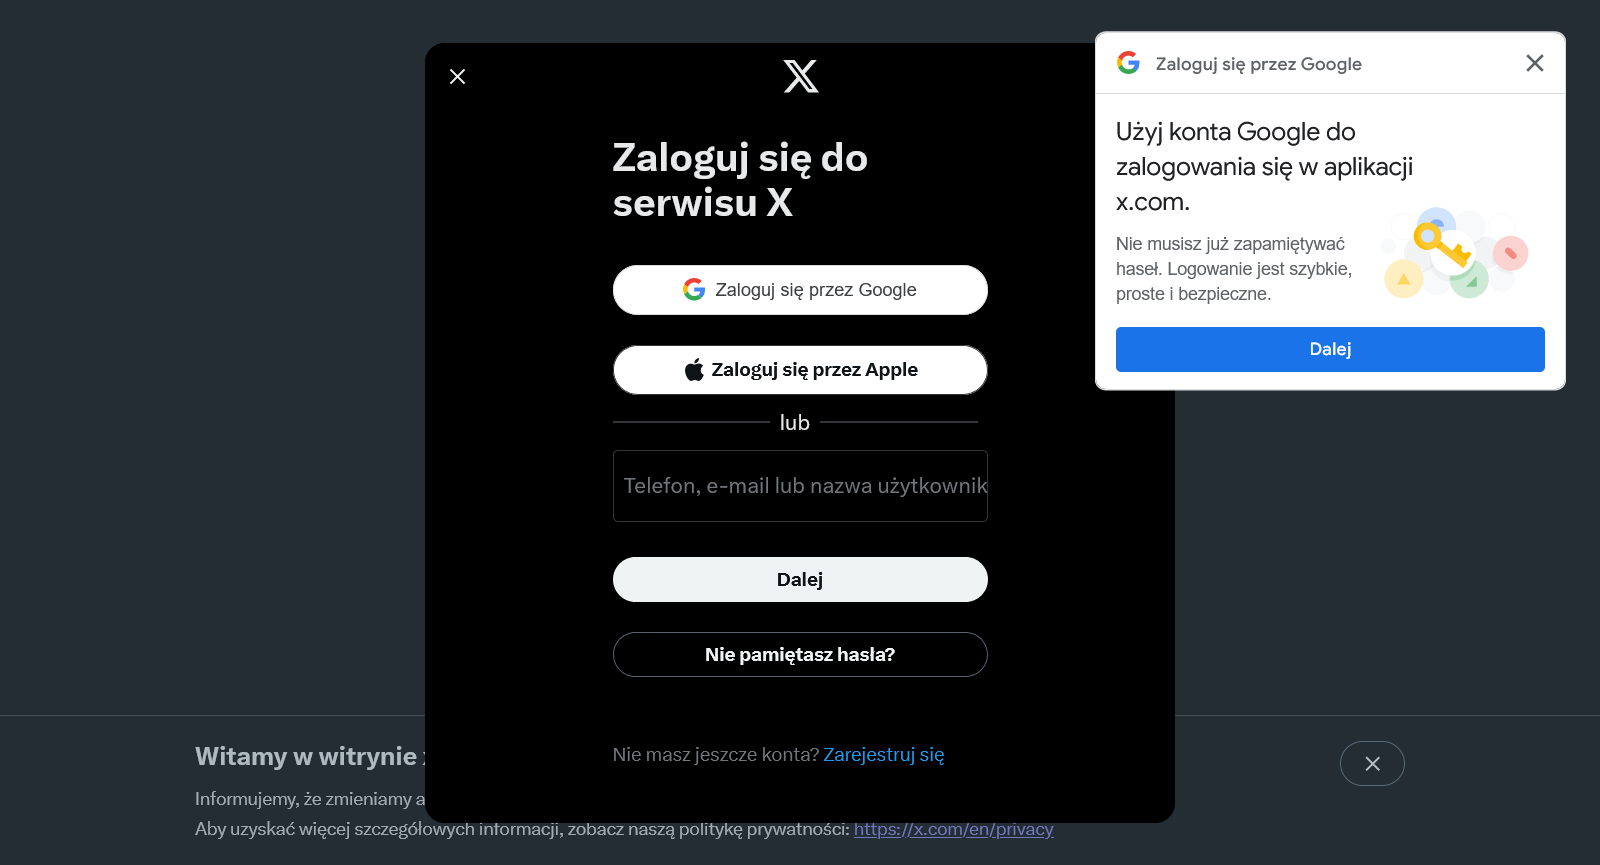 Zaloguj się do
serwisu X
Zaloguj się przez Google
Zaloguj się przez Apple
lub
Telefon, e-mail lub nazwa użytkownik
Dalej
Nie pamiętasz hasła?
Nie masz jeszcze konta? Zarejestruj się
Zaloguj się przez Google
Użyj konta Google do
zalogowania się w aplikacji
x.com.
Nie musisz już zapamiętywać
haseł. Logowanie jest szybkie,
proste i bezpieczne.
Dalej
Witamy w witrynie
Informujemy, że zmieniamy a
Aby uzyskać więcej szczegółowych informacji, zobacz naszą politykę prywatności: https://x.com/en/privacy